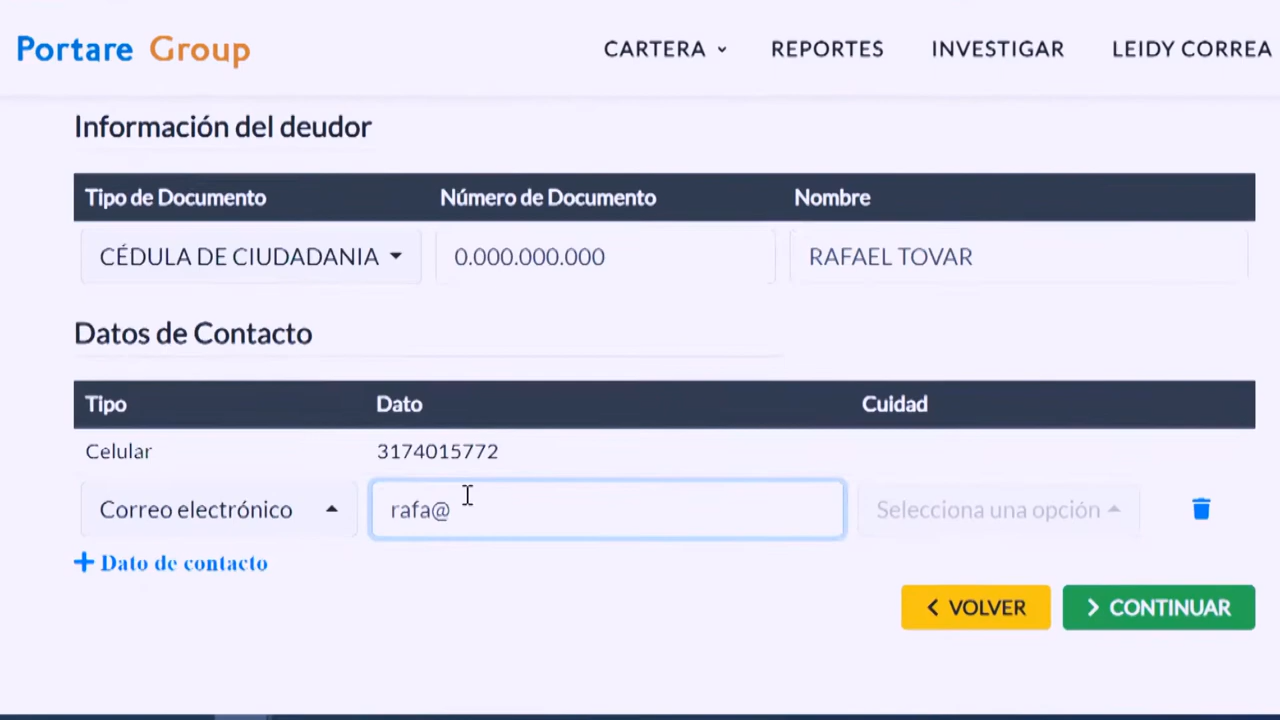 Portare Group CARTERA REPORTES INVESTIGAR LEIDY CORREA
Información del deudor
Tipo de Documento Número de Documento Nombre
CÉDULA DE CIUDADANIA 0.000.000.000 RAFAEL TOVAR
Datos de Contacto
Tipo Dato Cuidad
Celular 3174015772
Correo electrónico rafa@ Selecciona una opción
+ Dato de contacto
< VOLVER > CONTINUAR